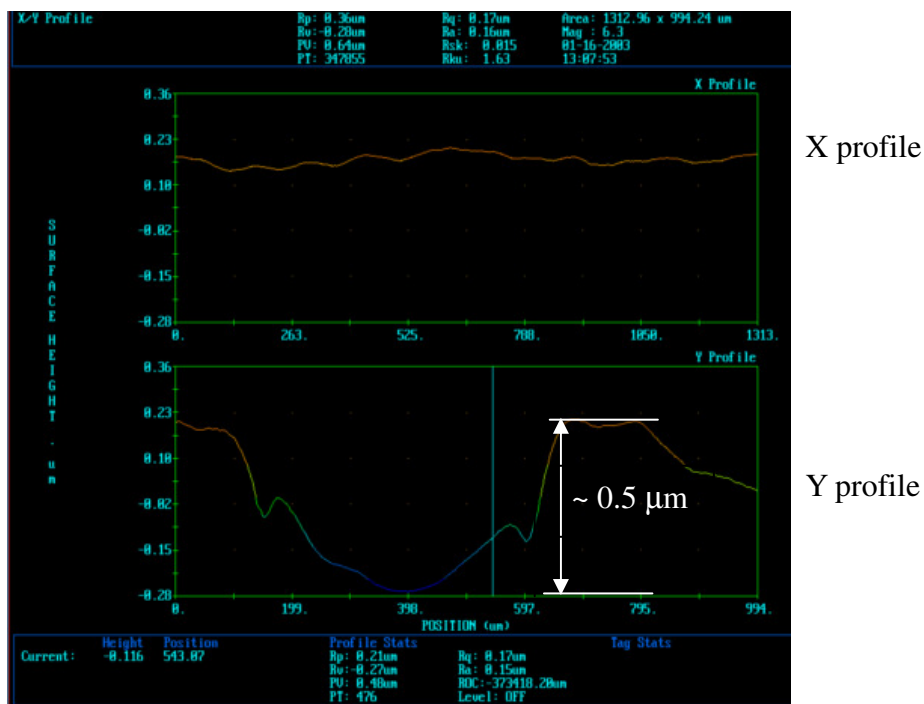 X/Y Profile
Rp: 0.36um Rq: 0.17um Area: 1312.96 x 994.24 um
Rv:-0.28um Ra: 0.16um Mag : 6.3
PV: 0.64um Rsk: 0.015 01-16-2003
PT: 347855 Rku: 1.63 13:07:53
X Profile
0.36
0.23
0.10
-0.02
-0.15
-0.28
0. 263. 525. 788. 1050. 1313.
X profile
SURFACE HEIGHT - um
Y Profile
0.36
0.23
0.10
-0.02
-0.15
-0.28
~ 0.5 μm
Y profile
0. 199. 398. 597. 795. 994.
POSITION (um)
Height Position Profile Stats Tag Stats
Current: -0.116 543.07 Rp: 0.21um Rq: 0.17um
Rv:-0.27um Ra: 0.15um
PV: 0.48um ROC:-373418.20um
PT: 476 Level: OFF